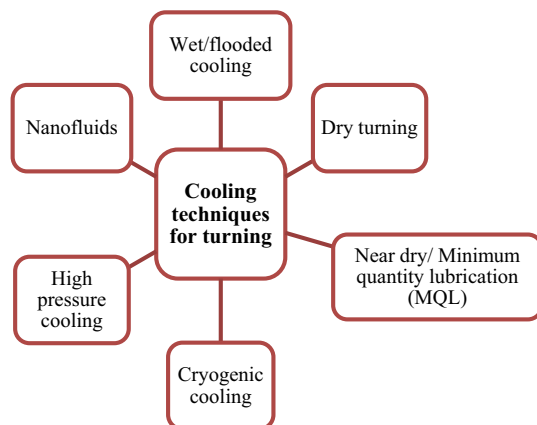 Wet/flooded
cooling
Nanofluids
Dry turning
Cooling
techniques
for turning
Near dry/ Minimum
quantity lubrication
(MQL)
High
pressure
cooling
Cryogenic
cooling